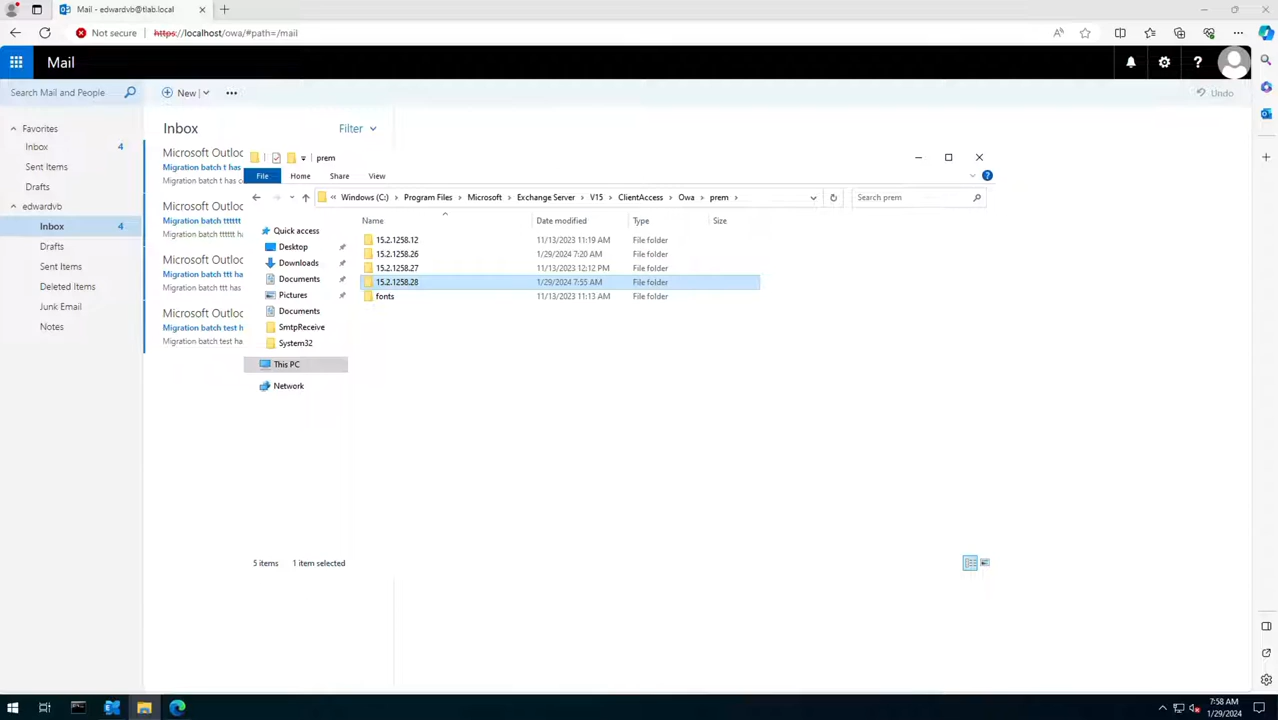 Mail - edwardvb@tlab.local
Not secure https://localhost/owa/#path=/mail
Mail
Search Mail and People
New
Undo
Favorites
Inbox 4
Sent Items
Drafts
edwardvb
Inbox 4
Drafts
Sent Items
Deleted Items
Junk Email
Notes
Inbox
Filter
Microsoft Outloc
Migration batch t has
Migration batch t has c
Microsoft Outloc
Migration batch tttttt
Migration batch tttttt ha
Microsoft Outloc
Migration batch ttt ha
Migration batch ttt has
Microsoft Outloc
Migration batch test h
Migration batch test ha
prem
File Home Share View
Windows (C:) Program Files Microsoft Exchange Server V15 ClientAccess Owa prem
Search prem
Name Date modified Type Size
15.2.1258.12 11/13/2023 11:19 AM File folder
15.2.1258.26 1/29/2024 7:20 AM File folder
15.2.1258.27 11/13/2023 12:12 PM File folder
15.2.1258.28 1/29/2024 7:55 AM File folder
fonts 11/13/2023 11:13 AM File folder
Quick access
Desktop
Downloads
Documents
Pictures
Documents
SmtpReceive
System32
This PC
Network
5 items 1 item selected
7:58 AM
1/29/2024